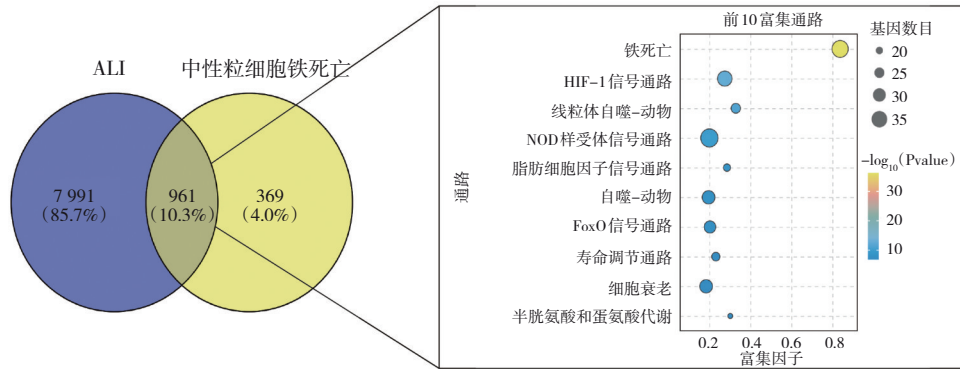 ALI
中性粒细胞铁死亡
7 991
（85.7%）
961
（10.3%）
369
（4.0%）
前10富集通路
通路
铁死亡
HIF-1信号通路
线粒体自噬-动物
NOD样受体信号通路
脂肪细胞因子信号通路
自噬-动物
FoxO信号通路
寿命调节通路
细胞衰老
半胱氨酸和蛋氨酸代谢
0.2 0.4 0.6 0.8
富集因子
基因数目
20
25
30
35
-log10(Pvalue)
30
20
10